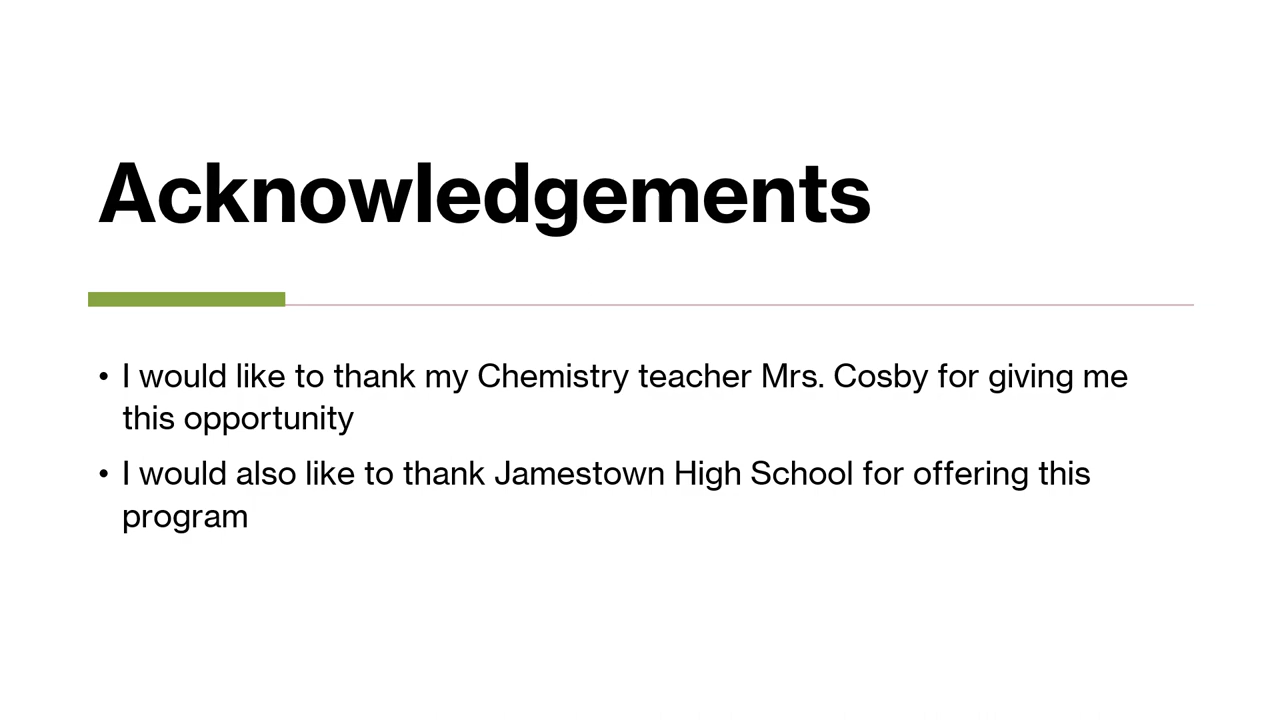 Acknowledgements
• I would like to thank my Chemistry teacher Mrs. Cosby for giving me
this opportunity
• I would also like to thank Jamestown High School for offering this
program